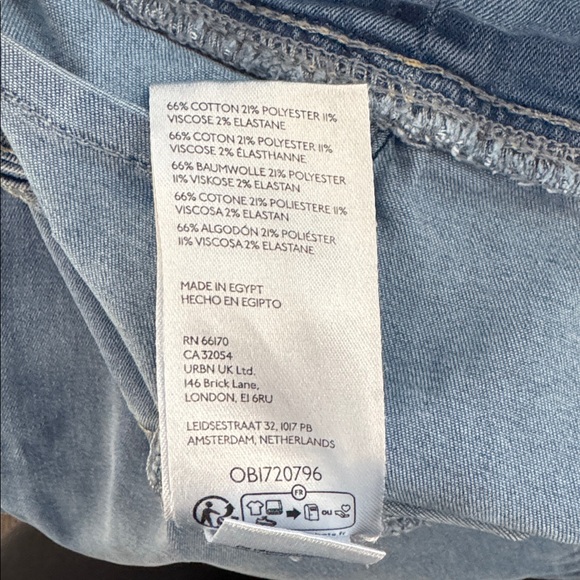 66% COTTON 21% POLYESTER 11%
VISCOSE 2% ELASTANE
66% COTON 21% POLYESTER 11%
VISCOSE 2% ÉLASTHANNE
66% BAUMWOLLE 21% POLYESTER
11% VISKOSE 2% ELASTAN
66% COTONE 21% POLIESTERE 11%
VISCOSA 2% ELASTAN
66% ALGODÓN 21% POLIÉSTER
11% VISCOSA 2% ELASTANE
MADE IN EGYPT
HECHO EN EGIPTO
RN 66170
CA 32054
URBN UK Ltd.
146 Brick Lane,
LONDON, E1 6RU
LEIDSESTRAAT 32, 1017 PB
AMSTERDAM, NETHERLANDS
OB1720796
FR
OU